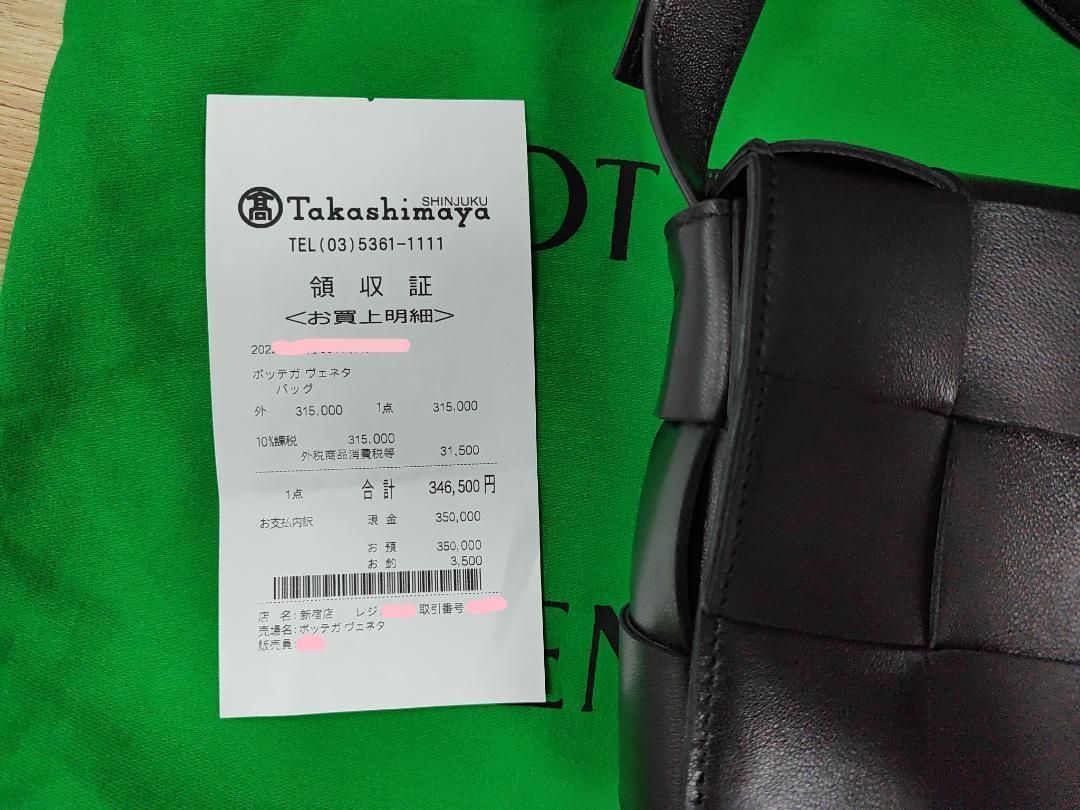 髙 Takashimaya
SHINJUKU
TEL(03)5361-1111
領収証
<お買上明細>
202
ボッテガ ヴェネタ
バッグ
外 315,000 1点 315,000
10%課税 315,000
外税商品消費税等 31,500
1点 合計 346,500円
お支払内訳 現金 350,000
お預 350,000
お釣 3,500
店 名:新宿店 レジ: 取引番号
売場名:ボッテガ ヴェネタ
販売員:
OT
EN